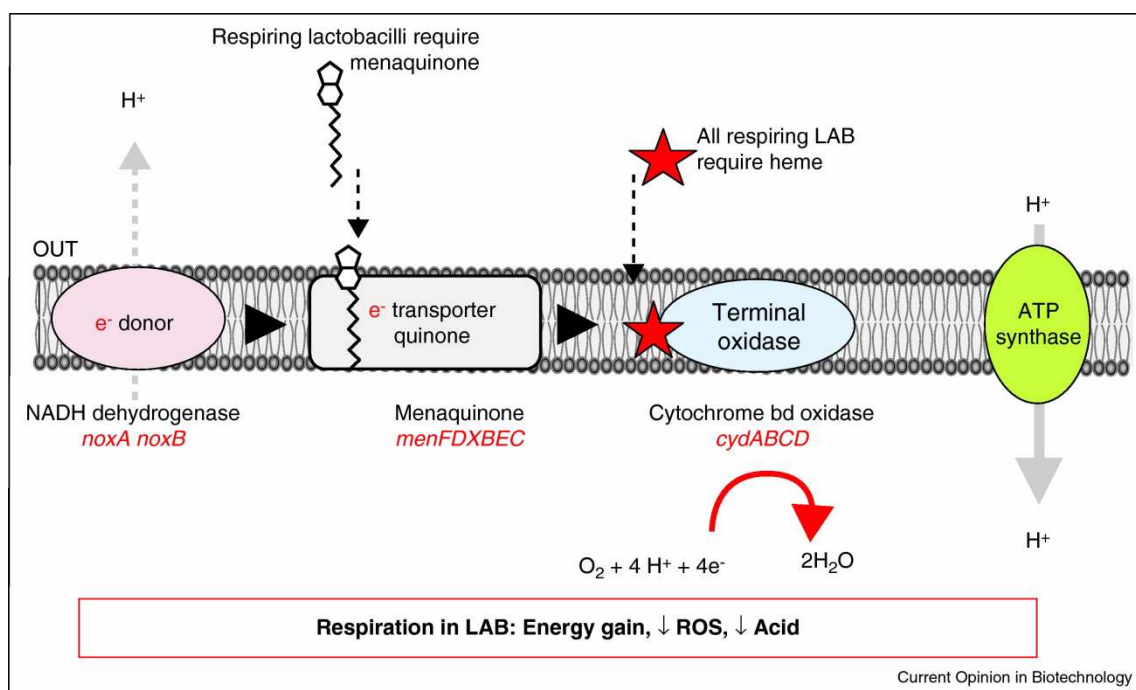 Respiring lactobacilli require
menaquinone
H⁺
All respiring LAB
require heme
H⁺
OUT
e⁻ donor
e⁻ transporter
quinone
Terminal
oxidase
ATP
synthase
NADH dehydrogenase
noxA noxB
Menaquinone
menFDXBEC
Cytochrome bd oxidase
cydABCD
O₂ + 4 H⁺ + 4e⁻
2H₂O
H⁺
Respiration in LAB: Energy gain, ↓ ROS, ↓ Acid
Current Opinion in Biotechnology